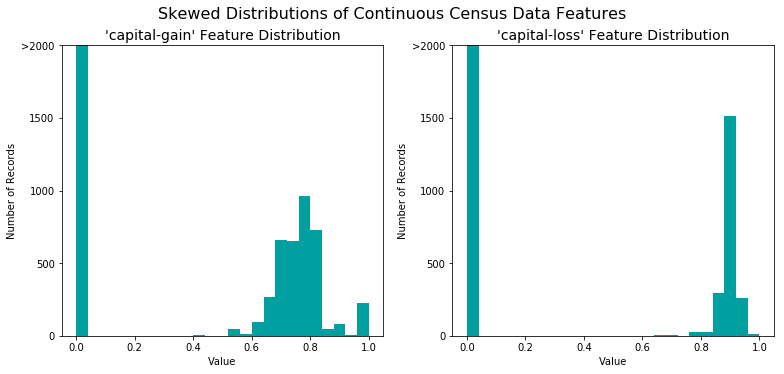 Skewed Distributions of Continuous Census Data Features
'capital-gain' Feature Distribution
>2000
1500
1000
500
0
Number of Records
0.0 0.2 0.4 0.6 0.8 1.0
Value
'capital-loss' Feature Distribution
>2000
1500
1000
500
0
Number of Records
0.0 0.2 0.4 0.6 0.8 1.0
Value